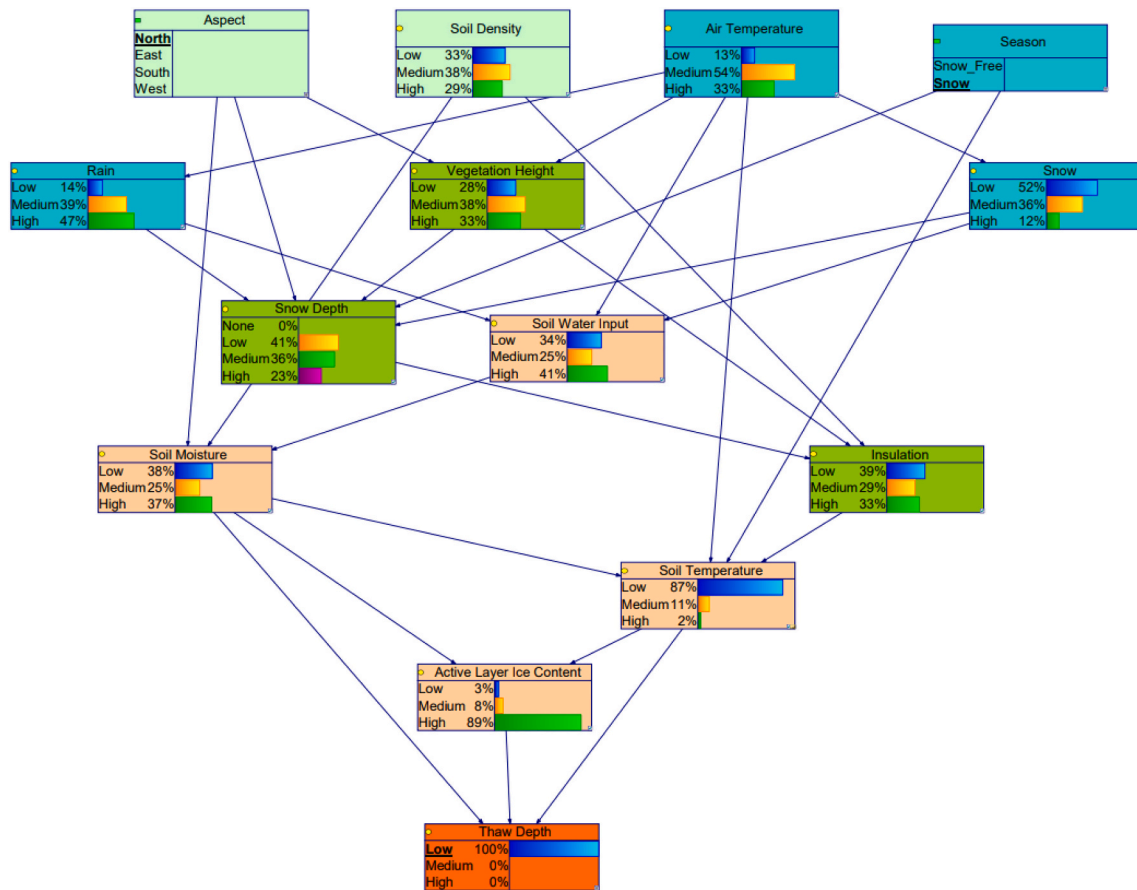 Aspect
North
East
South
West
Soil Density
Low 33%
Medium 38%
High 29%
Air Temperature
Low 13%
Medium 54%
High 33%
Season
Snow_Free
Snow
Rain
Low 14%
Medium 39%
High 47%
Vegetation Height
Low 28%
Medium 38%
High 33%
Snow
Low 52%
Medium 36%
High 12%
Snow Depth
None 0%
Low 41%
Medium 36%
High 23%
Soil Water Input
Low 34%
Medium 25%
High 41%
Soil Moisture
Low 38%
Medium 25%
High 37%
Insulation
Low 39%
Medium 29%
High 33%
Soil Temperature
Low 87%
Medium 11%
High 2%
Active Layer Ice Content
Low 3%
Medium 8%
High 89%
Thaw Depth
Low 100%
Medium 0%
High 0%